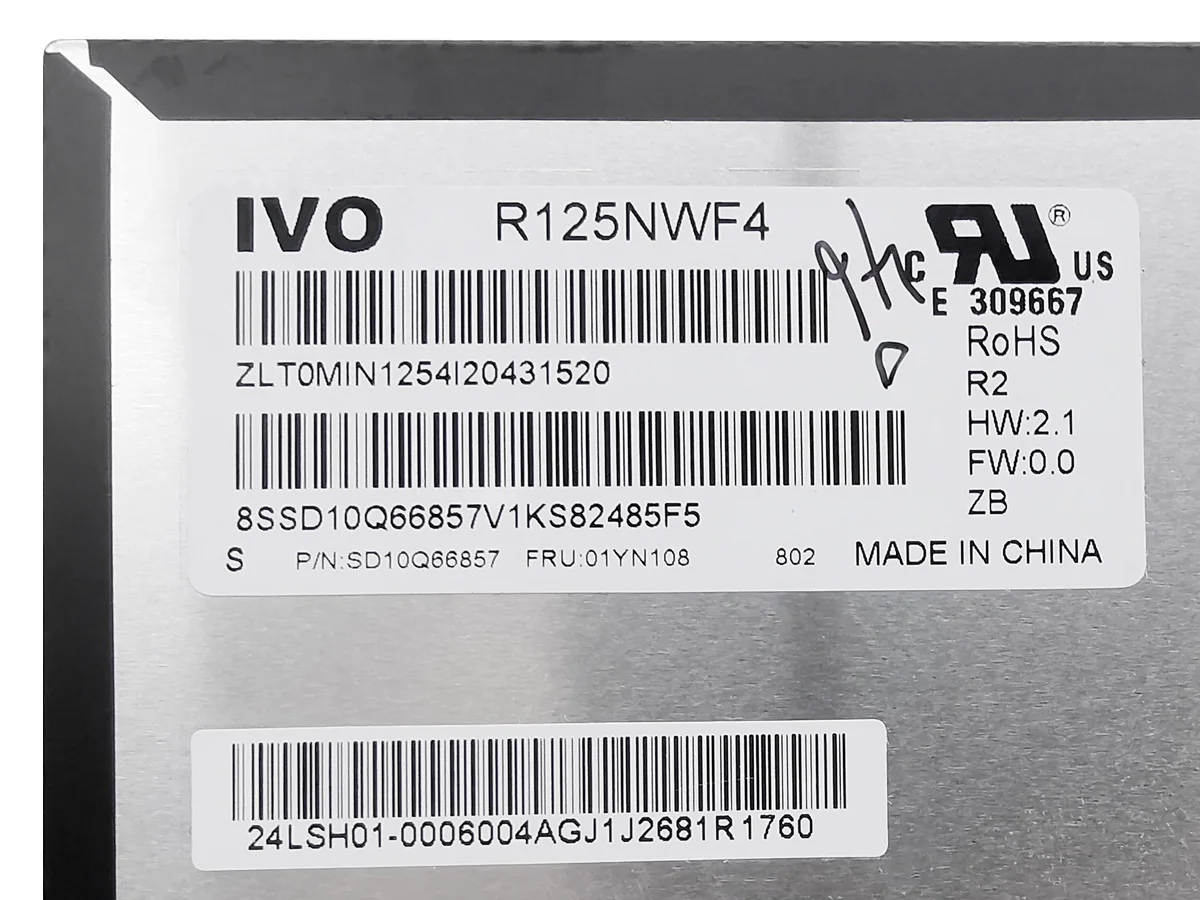 IVO R125NWF4
c RU ® US
E 309667
ZLT0MIN1254I20431520
RoHS
R2
HW:2.1
FW:0.0
ZB
8SSD10Q66857V1KS82485F5
S P/N:SD10Q66857 FRU:01YN108 802 MADE IN CHINA
24LSH01-0006004AGJ1J2681R1760